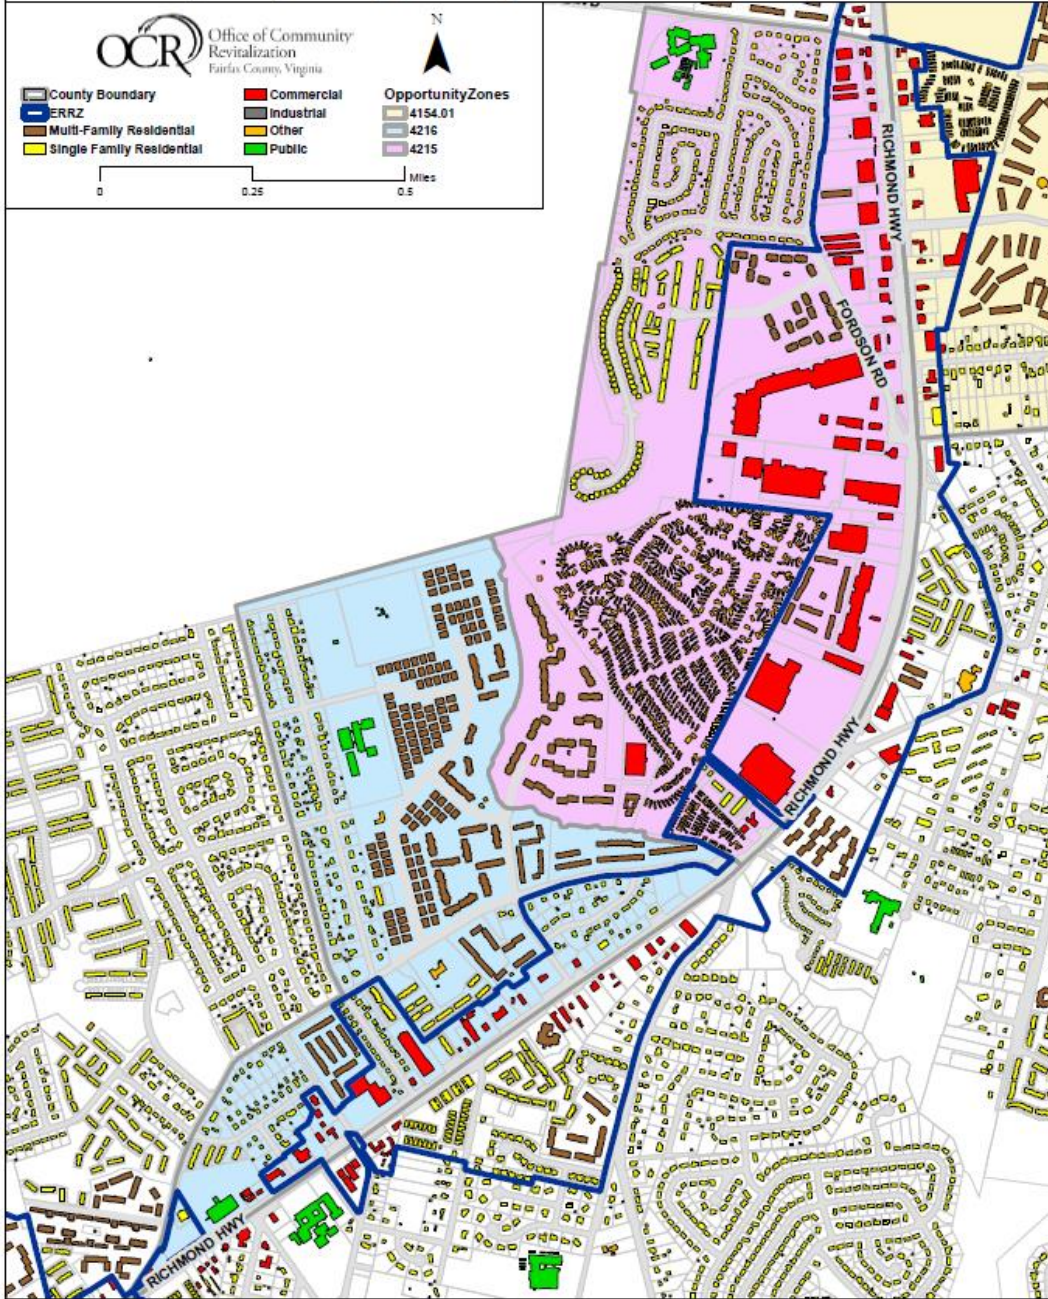 N
OCR
Office of Community
Revitalization
Fairfax County, Virginia
County Boundary
ERRZ
Multi-Family Residential
Single Family Residential
Commercial
Industrial
Other
Public
OpportunityZones
4154.01
4216
4215
Miles
0 0.25 0.5
RICHMOND HWY
FORDSON RD
RICHMOND HWY
RICHMOND HWY